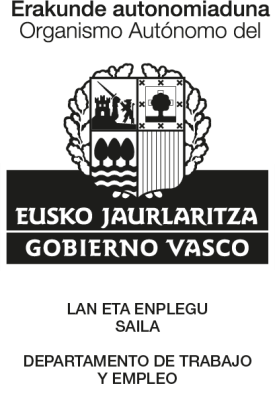 Erakunde autonomiaduna
Organismo Autónomo del
EUSKO JAURLARITZA
GOBIERNO VASCO
LAN ETA ENPLEGU
SAILA
DEPARTAMENTO DE TRABAJO
Y EMPLEO